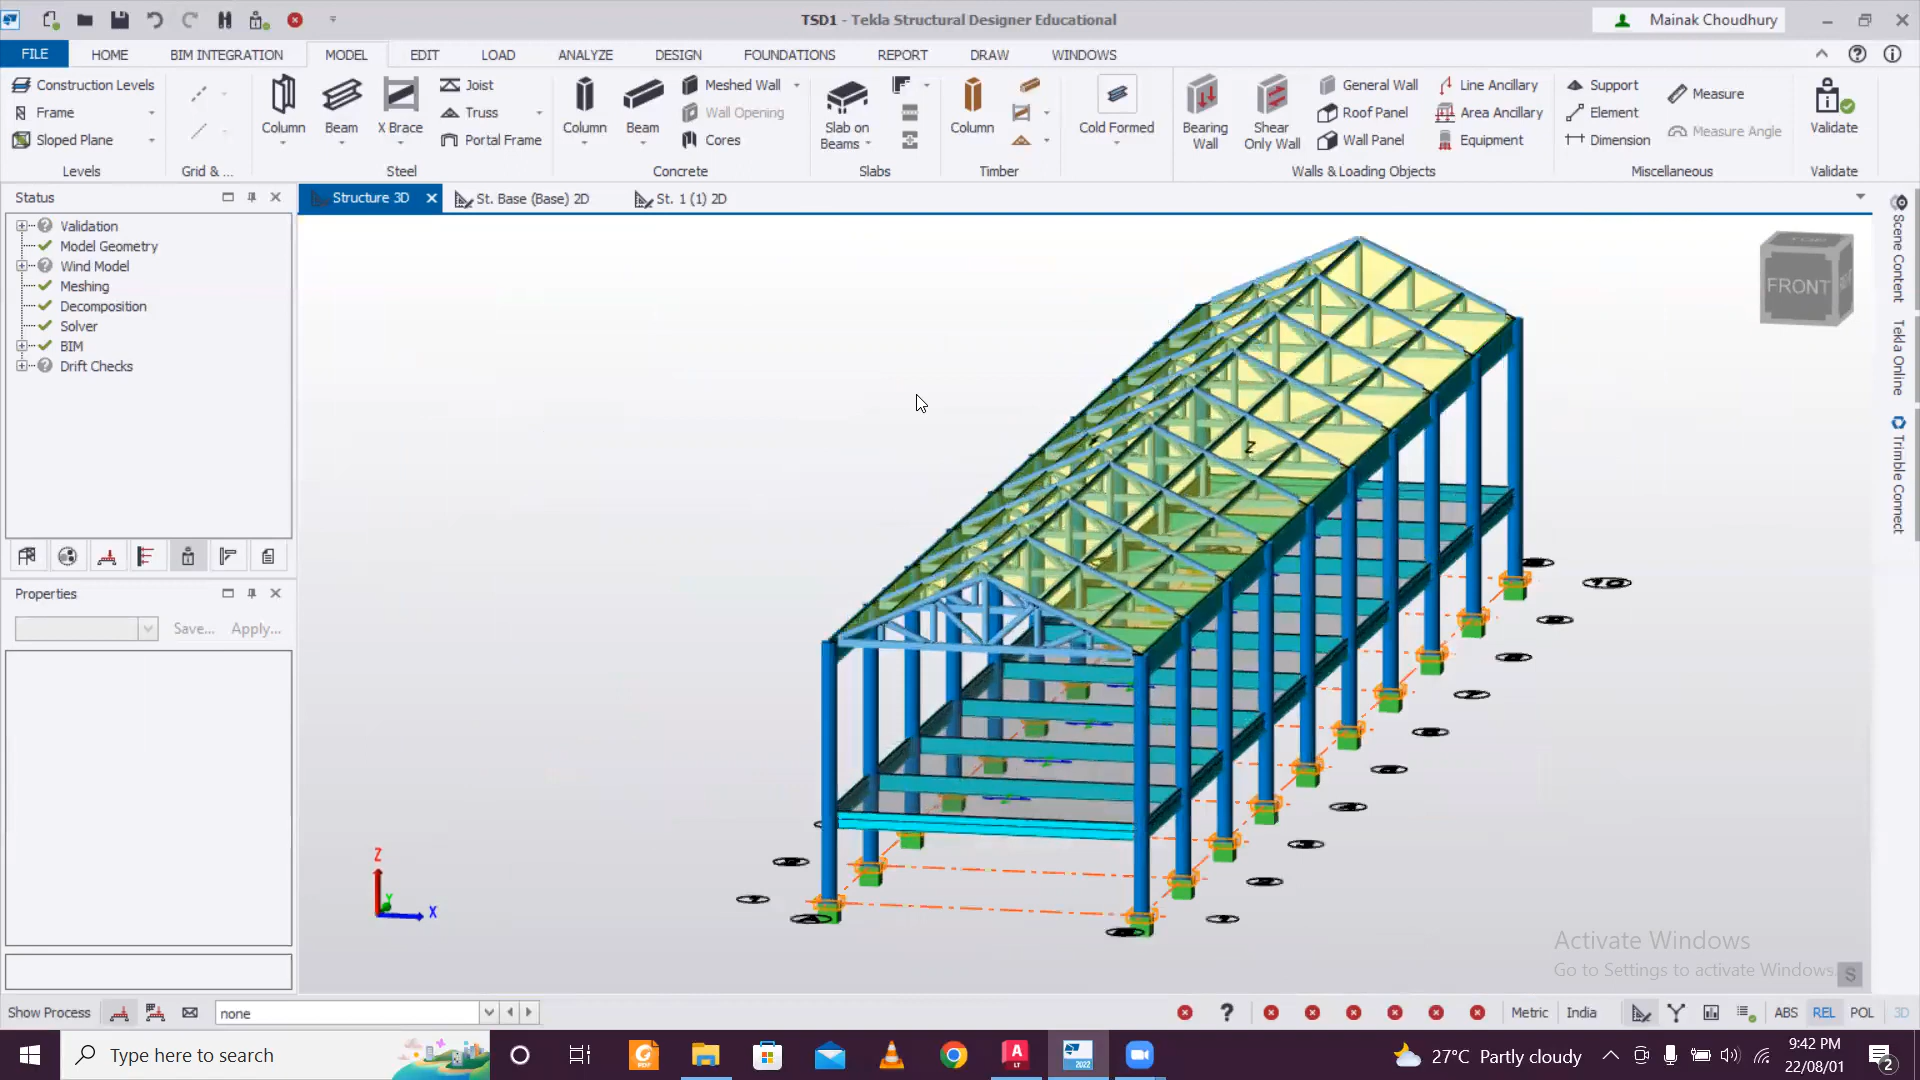 TSD1 - Tekla Structural Designer Educational
Mainak Choudhury
FILE HOME BIM INTEGRATION MODEL EDIT LOAD ANALYZE DESIGN FOUNDATIONS REPORT DRAW WINDOWS
Construction Levels
Frame
Sloped Plane
Levels
Grid & ...
Column
Beam
X Brace
Joist
Truss
Portal Frame
Steel
Column
Beam
Meshed Wall
Wall Opening
Cores
Concrete
Slab on
Beams
Slabs
Column
Timber
Cold Formed
Bearing
Wall
Shear
Only Wall
General Wall
Roof Panel
Wall Panel
Line Ancillary
Area Ancillary
Equipment
Walls & Loading Objects
Support
Element
Dimension
Measure
Measure Angle
Miscellaneous
Validate
Validate
Status
Validation
Model Geometry
Wind Model
Meshing
Decomposition
Solver
BIM
Drift Checks
Properties
Save... Apply...
Structure 3D
St. Base (Base) 2D
St. 1 (1) 2D
TOP
FRONT
Scene Content
Tekla Online
Trimble Connect
Z
Z
Y
X
10
Activate Windows
Go to Settings to activate Windows.
S
Show Process
none
Metric India
ABS REL POL 3D
Type here to search
PDF
LT
2022
27°C Partly cloudy
9:42 PM
22/08/01
2